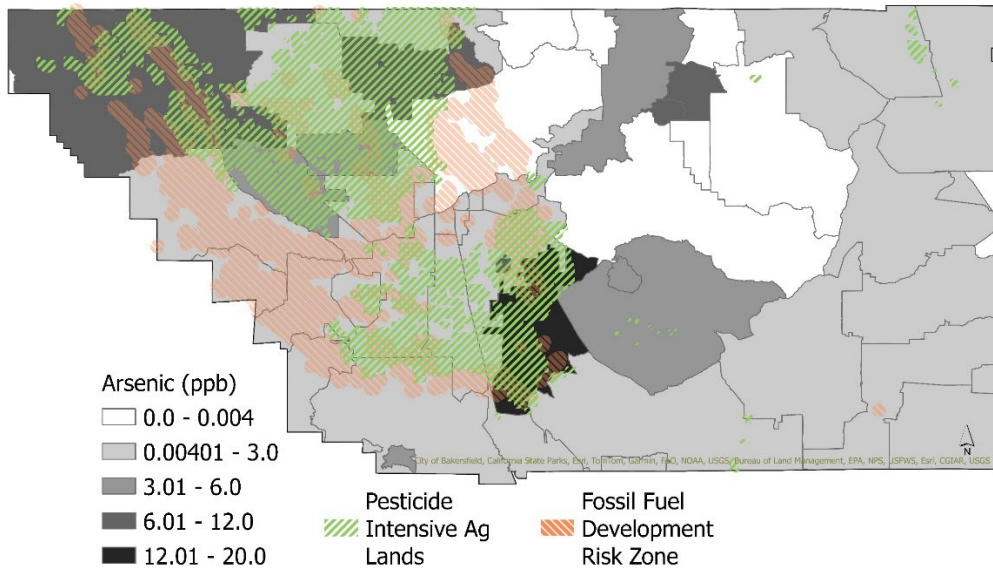 City of Bakersfield, California State Parks, Esri, TomTom, Garmin, FAO, NOAA, USGS, Bureau of Land Management, EPA, NPS, USFWS, Esri, CGIAR, USGS
N
Arsenic (ppb)
0.0 - 0.004
0.00401 - 3.0
3.01 - 6.0
6.01 - 12.0
12.01 - 20.0
Pesticide
Intensive Ag
Lands
Fossil Fuel
Development
Risk Zone